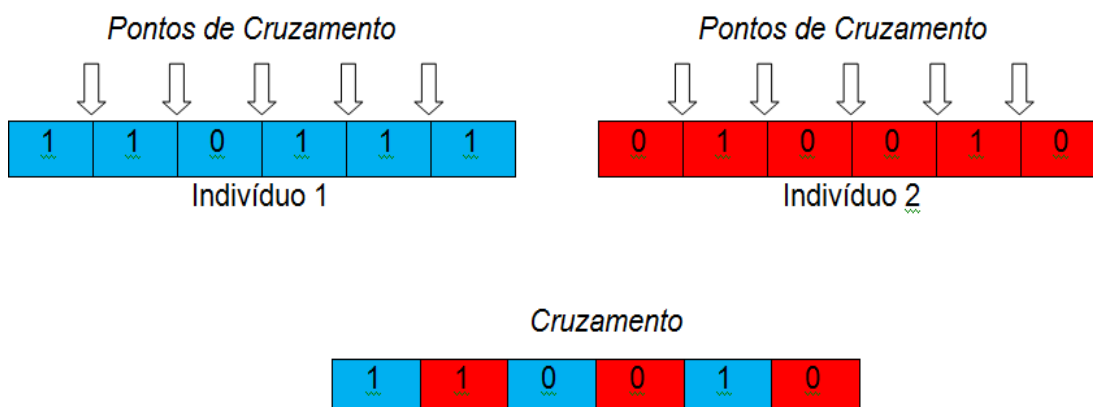 Pontos de Cruzamento
Pontos de Cruzamento
1 1 0 1 1 1
0 1 0 0 1 0
Indivíduo 1
Indivíduo 2
Cruzamento
1 1 0 0 1 0